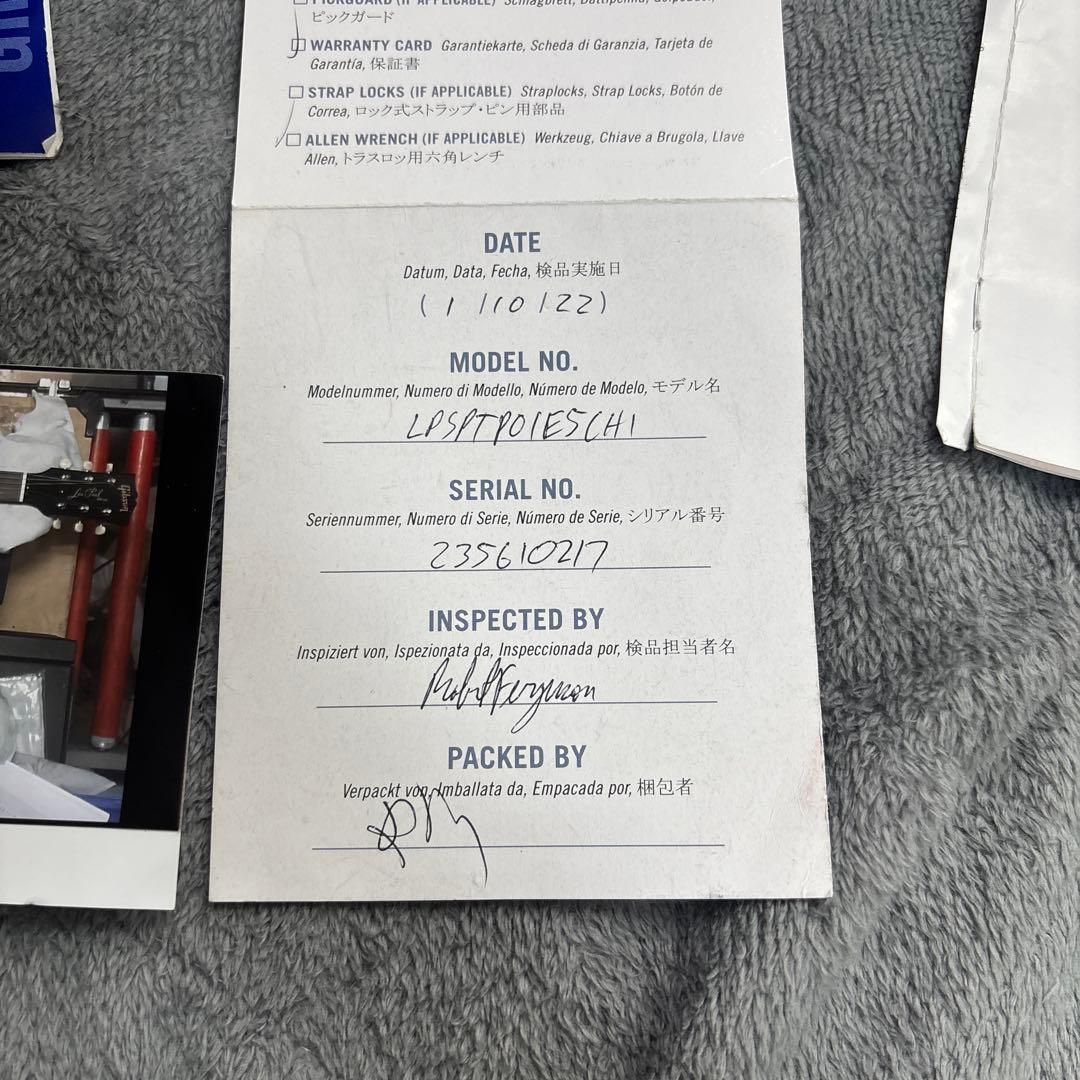 PICKGUARD (IF APPLICABLE) Schlagbrett, Battipenna, Golpeador,
ピックガード
WARRANTY CARD Garantiekarte, Scheda di Garanzia, Tarjeta de
Garantía, 保証書
STRAP LOCKS (IF APPLICABLE) Straplocks, Strap Locks, Botón de
Correa, ロック式ストラップ・ピン用部品
ALLEN WRENCH (IF APPLICABLE) Werkzeug, Chiave a Brugola, Llave
Allen, トラスロッ用六角レンチ
DATE
Datum, Data, Fecha, 検品実施日
(1/10/22)
MODEL NO.
Modelnummer, Numero di Modello, Número de Modelo, モデル名
LPSPTP01ESCH1
SERIAL NO.
Seriennummer, Numero di Serie, Número de Serie, シリアル番号
235610217
INSPECTED BY
Inspiziert von, Ispezionata da, Inspeccionada por, 検品担当者名
Robert Ferguson
PACKED BY
Verpackt von, Imballata da, Empacada por, 梱包者
Gibson
Les Paul